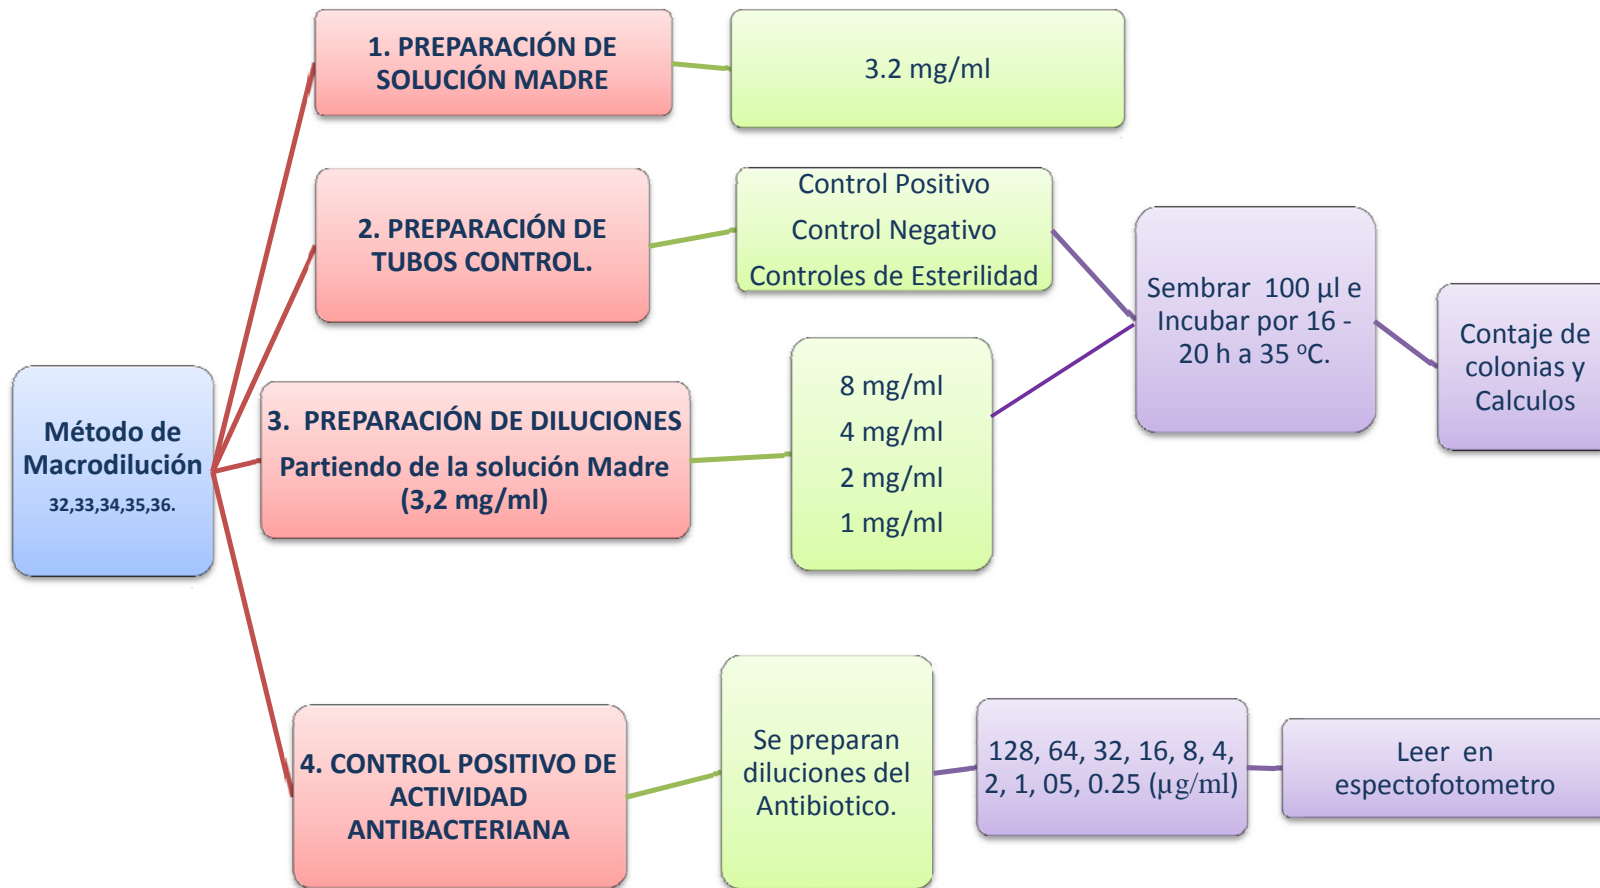 1. PREPARACIÓN DE
SOLUCIÓN MADRE
3.2 mg/ml
2. PREPARACIÓN DE
TUBOS CONTROL.
Control Positivo
Control Negativo
Controles de Esterilidad
Sembrar 100 µl e
Incubar por 16 -
20 h a 35 ºC.
Contaje de
colonias y
Calculos
Método de
Macrodilución
32,33,34,35,36.
3. PREPARACIÓN DE DILUCIONES
Partiendo de la solución Madre
(3,2 mg/ml)
8 mg/ml
4 mg/ml
2 mg/ml
1 mg/ml
4. CONTROL POSITIVO DE
ACTIVIDAD
ANTIBACTERIANA
Se preparan
diluciones del
Antibiotico.
128, 64, 32, 16, 8, 4,
2, 1, 05, 0.25 (µg/ml)
Leer en
espectofotometro